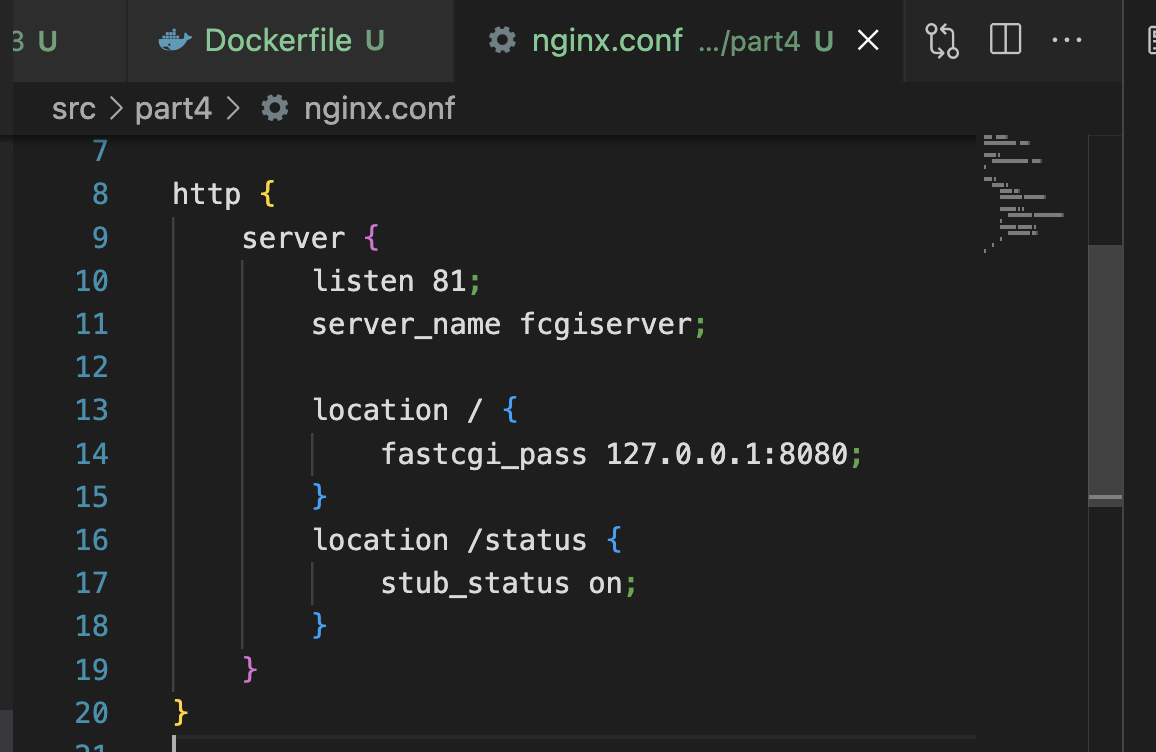 3 U Dockerfile U nginx.conf .../part4 U
src > part4 > nginx.conf
7
8 http {
9 server {
10 listen 81;
11 server_name fcgiserver;
12
13 location / {
14 fastcgi_pass 127.0.0.1:8080;
15 }
16 location /status {
17 stub_status on;
18 }
19 }
20 }
21